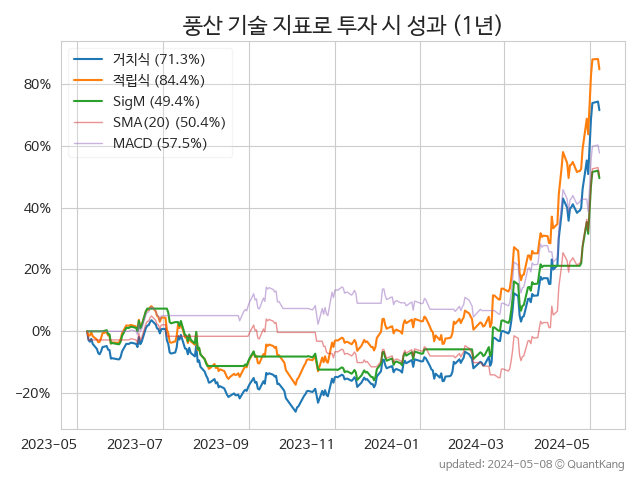 풍산 기술 지표로 투자 시 성과 (1년)
거치식 (71.3%)
적립식 (84.4%)
SigM (49.4%)
SMA(20) (50.4%)
MACD (57.5%)
80%
60%
40%
20%
0%
−20%
2023-05 2023-07 2023-09 2023-11 2024-01 2024-03 2024-05
updated: 2024-05-08 © QuantKang